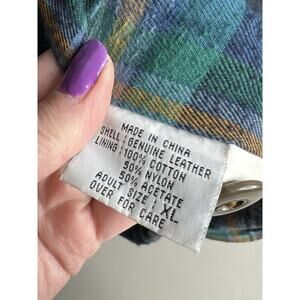 MADE IN CHINA
SHELL : GENUINE LEATHER
LINING : 100% COTTON
50% NYLON
50% ACETATE
ADULT SIZE : XL
OVER FOR CARE